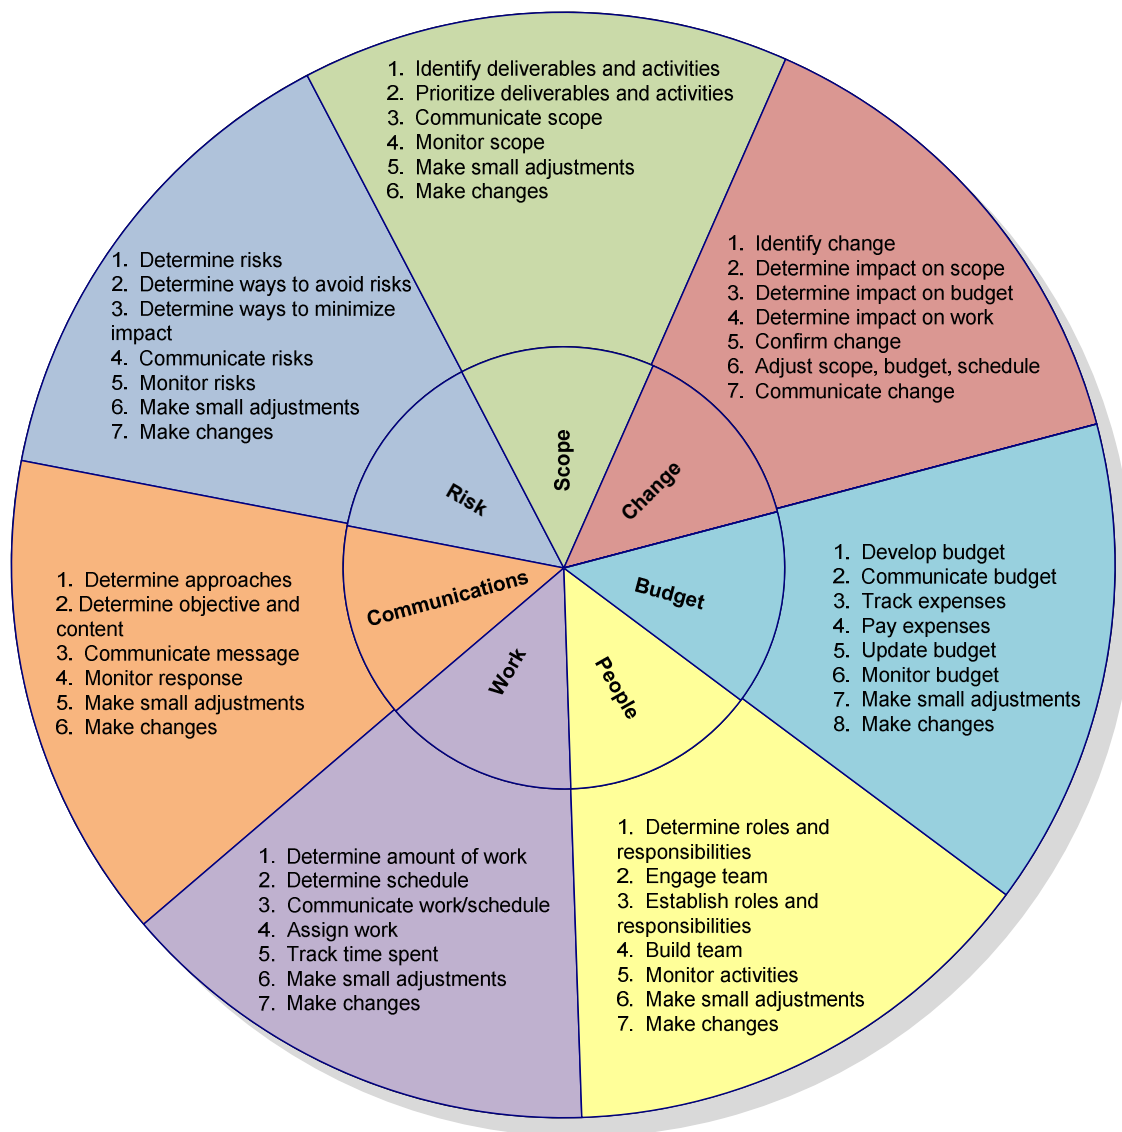 1. Identify deliverables and activities
2. Prioritize deliverables and activities
3. Communicate scope
4. Monitor scope
5. Make small adjustments
6. Make changes
Scope
1. Identify change
2. Determine impact on scope
3. Determine impact on budget
4. Determine impact on work
5. Confirm change
6. Adjust scope, budget, schedule
7. Communicate change
Change
1. Develop budget
2. Communicate budget
3. Track expenses
4. Pay expenses
5. Update budget
6. Monitor budget
7. Make small adjustments
8. Make changes
Budget
1. Determine roles and
responsibilities
2. Engage team
3. Establish roles and
responsibilities
4. Build team
5. Monitor activities
6. Make small adjustments
7. Make changes
People
1. Determine amount of work
2. Determine schedule
3. Communicate work/schedule
4. Assign work
5. Track time spent
6. Make small adjustments
7. Make changes
Work
1. Determine approaches
2. Determine objective and
content
3. Communicate message
4. Monitor response
5. Make small adjustments
6. Make changes
Communications
1. Determine risks
2. Determine ways to avoid risks
3. Determine ways to minimize
impact
4. Communicate risks
5. Monitor risks
6. Make small adjustments
7. Make changes
Risk